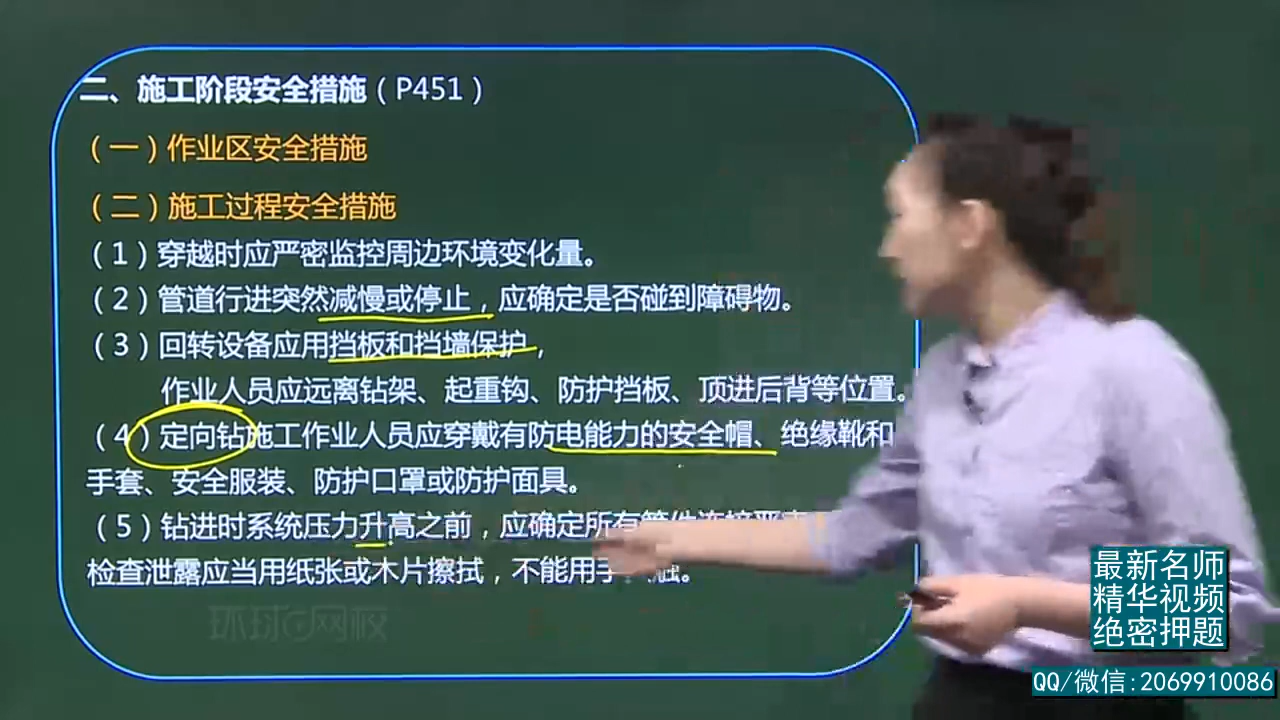 二、施工阶段安全措施（P451）
（一）作业区安全措施
（二）施工过程安全措施
（1）穿越时应严密监控周边环境变化量。
（2）管道行进突然减慢或停止，应确定是否碰到障碍物。
（3）回转设备应用挡板和挡墙保护，
作业人员应远离钻架、起重钩、防护挡板、顶进后背等位置。
（4）定向钻施工作业人员应穿戴有防电能力的安全帽、绝缘靴和
手套、安全服装、防护口罩或防护面具。
（5）钻进时系统压力升高之前，应确定所有管件连接
检查泄露应当用纸张或木片擦拭，不能用手 触。
环球网校
最新名师
精华视频
绝密押题
QQ/微信:2069910086